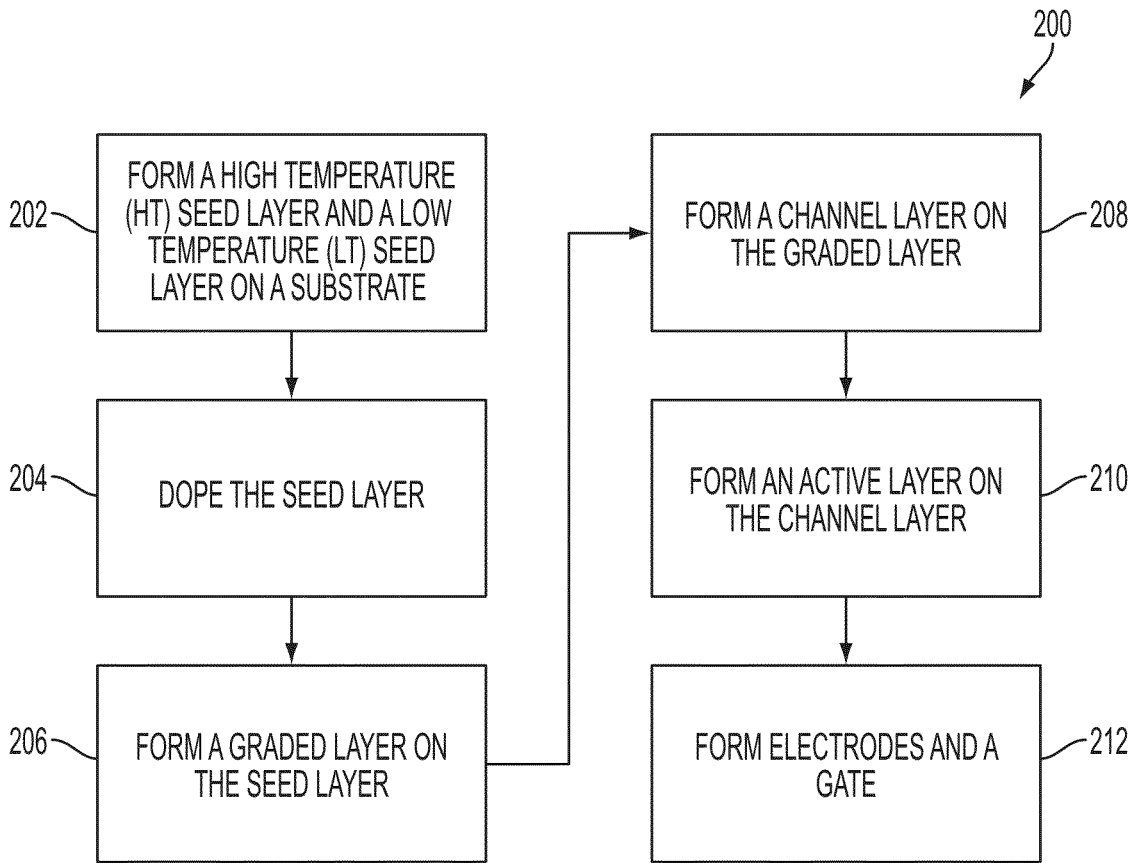 200
202
FORM A HIGH TEMPERATURE
(HT) SEED LAYER AND A LOW
TEMPERATURE (LT) SEED
LAYER ON A SUBSTRATE
204
DOPE THE SEED LAYER
206
FORM A GRADED LAYER ON
THE SEED LAYER
FORM A CHANNEL LAYER ON
THE GRADED LAYER
208
FORM AN ACTIVE LAYER ON
THE CHANNEL LAYER
210
FORM ELECTRODES AND A
GATE
212